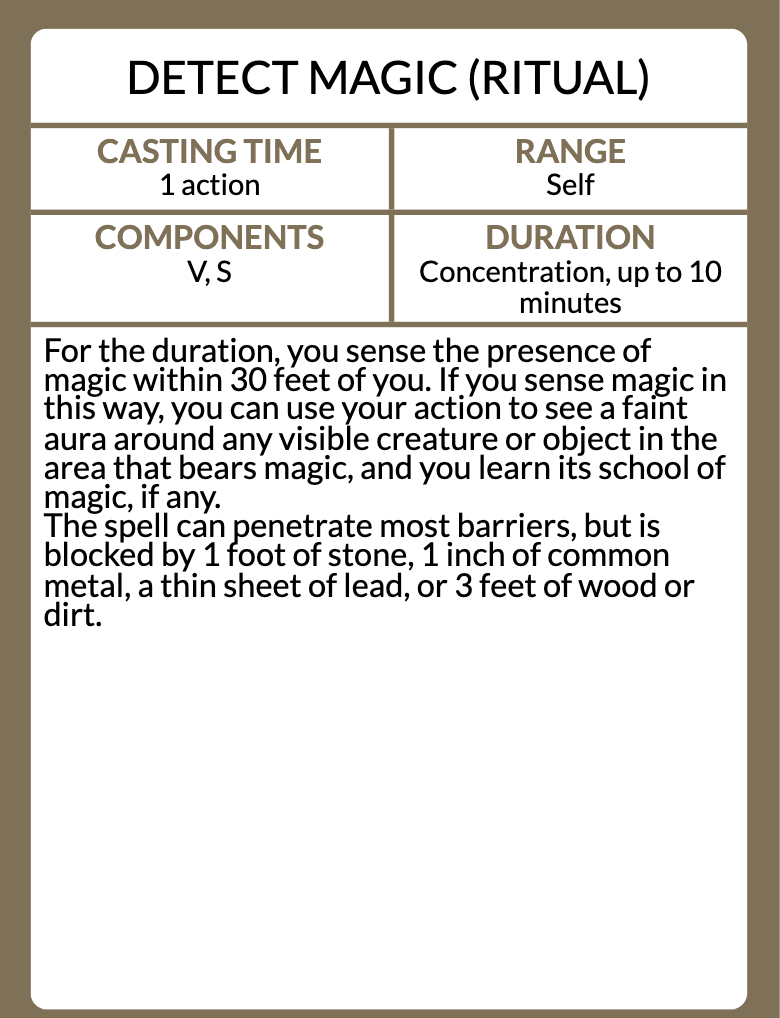 DETECT MAGIC (RITUAL)
CASTING TIME
1 action
RANGE
Self
COMPONENTS
V, S
DURATION
Concentration, up to 10
minutes
For the duration, you sense the presence of
magic within 30 feet of you. If you sense magic in
this way, you can use your action to see a faint
aura around any visible creature or object in the
area that bears magic, and you learn its school of
magic, if any.
The spell can penetrate most barriers, but is
blocked by 1 foot of stone, 1 inch of common
metal, a thin sheet of lead, or 3 feet of wood or
dirt.